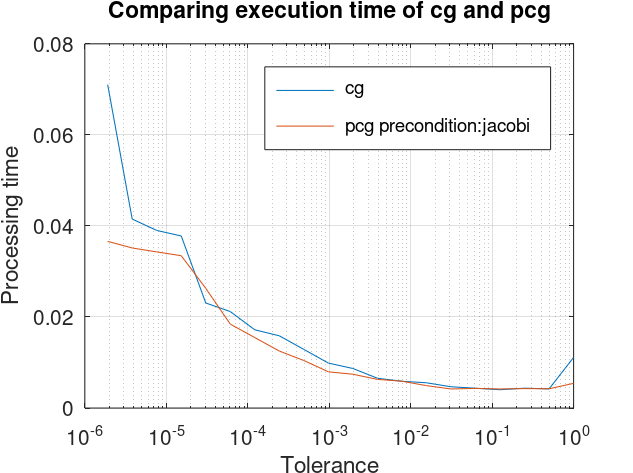 Comparing execution time of cg and pcg
0.08
0.06
0.04
0.02
0
Processing time
cg
pcg precondition:jacobi
10^-6 10^-5 10^-4 10^-3 10^-2 10^-1 10^0
Tolerance